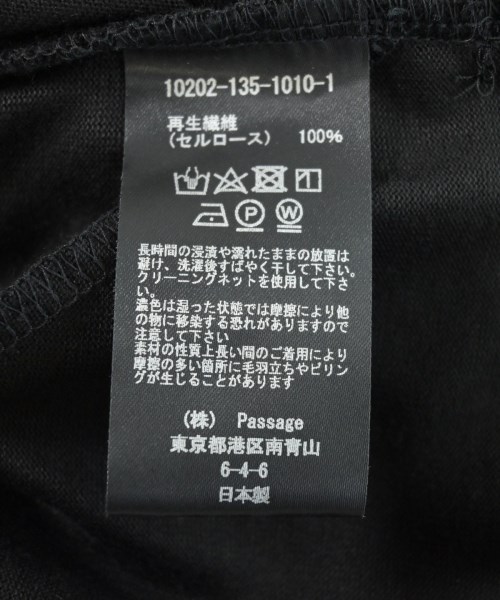 10202-135-1010-1
再生繊維
(セルロース) 100%
P W
長時間の浸漬や濡れたままの放置は
避け、洗濯後すばやく干して下さい。
クリーニングネットを使用して下さ
い。
濃色は湿った状態では摩擦により他
の物に移染する恐れがありますので
注意して下さい
素材の性質上長い間のご着用により
摩擦の多い箇所に毛羽立ちやピリン
グが生じることがあります
(株) Passage
東京都港区南青山
6-4-6
日本製